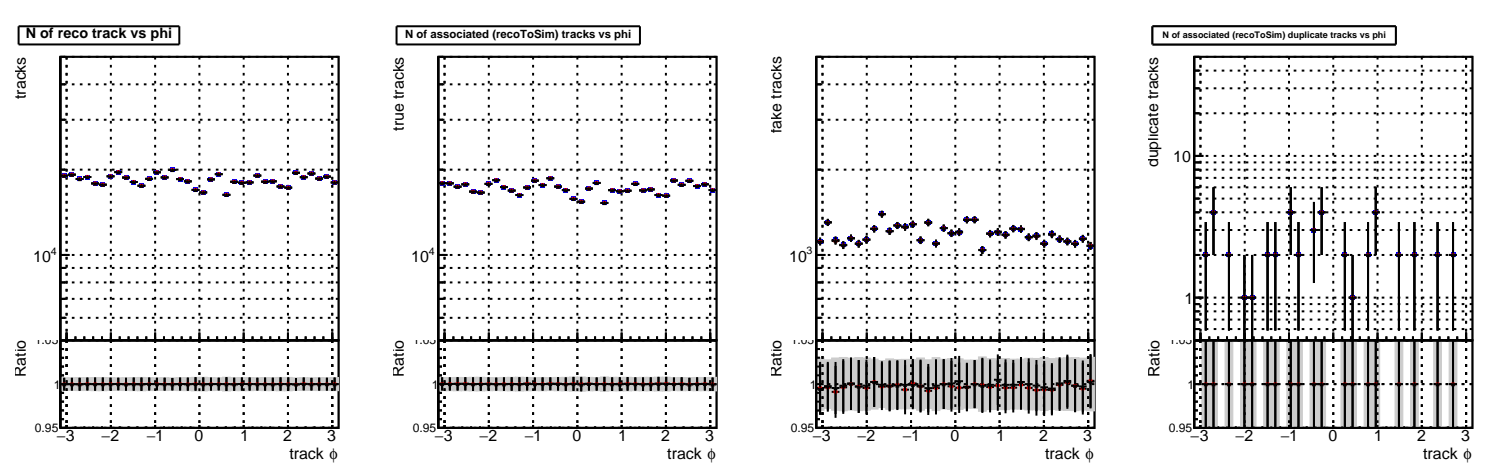 N of reco track vs phi
tracks
10⁴
Ratio
1
0.95
−3 −2 −1 0 1 2 3
track ϕ
N of associated (recoToSim) tracks vs phi
true tracks
10⁴
Ratio
1
0.95
−3 −2 −1 0 1 2 3
track ϕ
fake tracks
10³
Ratio
1
0.95
−3 −2 −1 0 1 2 3
track ϕ
N of associated (recoToSim) duplicate tracks vs phi
duplicate tracks
10
1
Ratio
1
0.95
−3 −2 −1 0 1 2 3
track ϕ